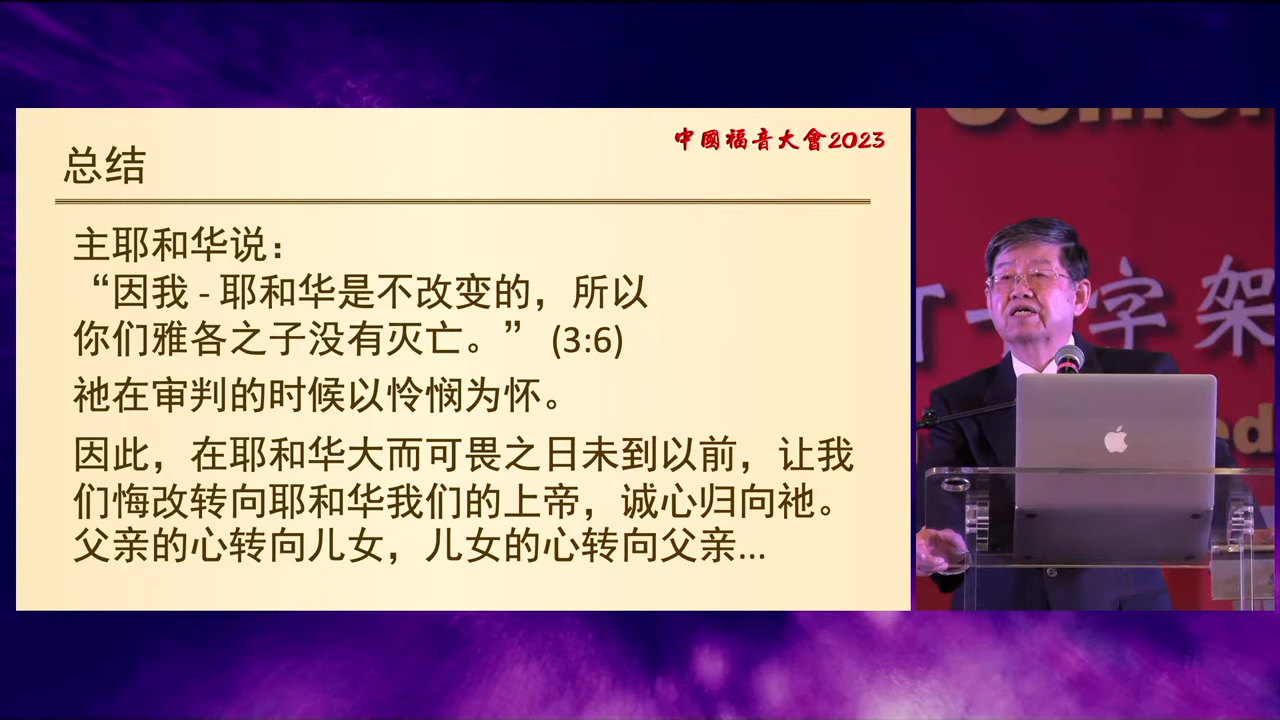 中國福音大會2023
总结
主耶和华说：
“因我 - 耶和华是不改变的，所以
你们雅各之子没有灭亡。” (3:6)
祂在审判的时候以怜悯为怀。
因此，在耶和华大而可畏之日未到以前，让我
们悔改转向耶和华我们的上帝，诚心归向祂。
父亲的心转向儿女，儿女的心转向父亲...
字架